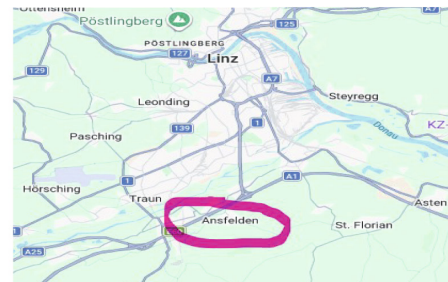 Ottensheim
Pöstlingberg
125
A7
PÖSTLINGBERG
127
Linz
129
A7
Steyregg
Leonding
139
1
KZ-
Donau
Pasching
1
A1
Hörsching
Traun
Ansfelden
Asten
St. Florian
A25